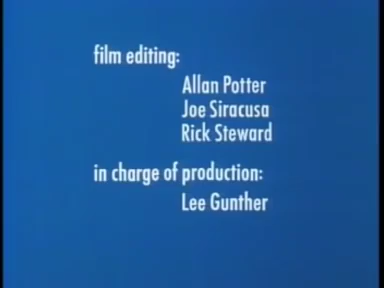 film editing:
Allan Potter
Joe Siracusa
Rick Steward
in charge of production:
Lee Gunther